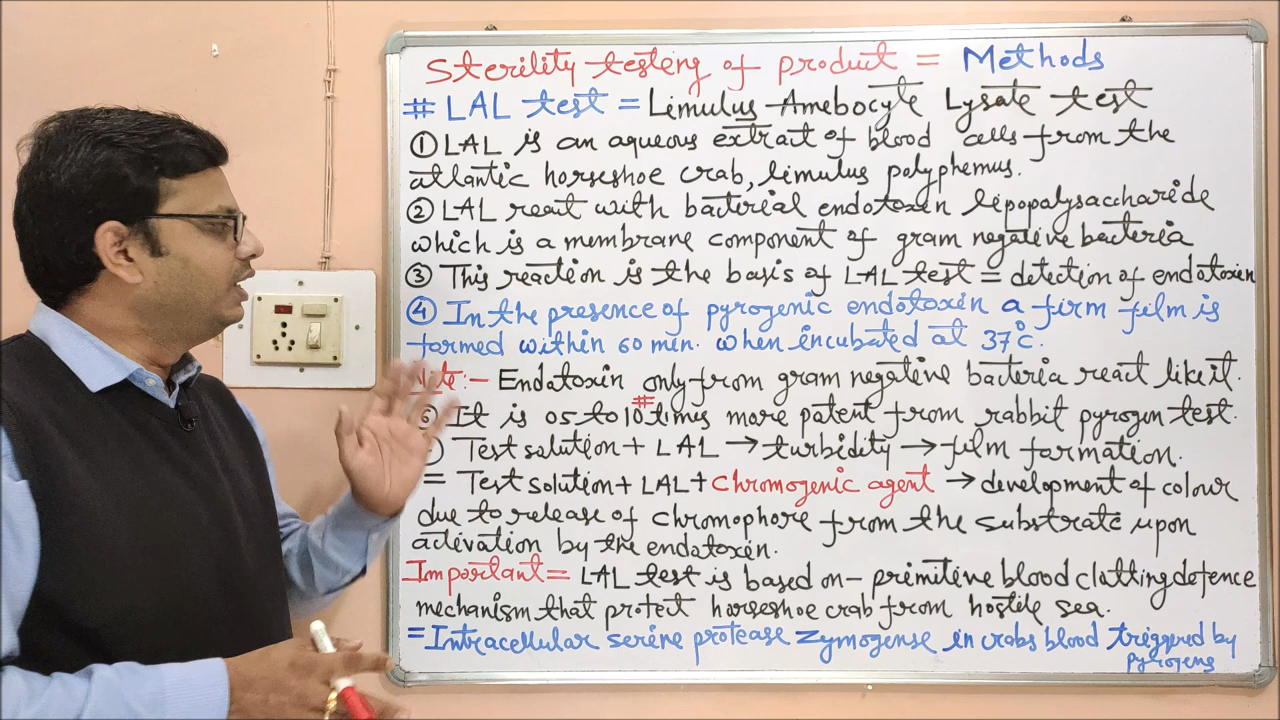 Sterility testing of product = Methods
# LAL test = Limulus Amebocyte Lysate test
① LAL is an aqueous extract of blood cells from the
atlantic horseshoe crab, limulus polyphemus.
② LAL react with bacterial endotoxin lipopolysaccharide
which is a membrane component of gram negative bacteria
③ This reaction is the basis of LAL test = detection of endotoxin
④ In the presence of pyrogenic endotoxin a firm film is
formed within 60 min. when incubated at 37°c.
Note:- Endotoxin only from gram negative bacteria react like it.
#
⑥ It is 05 to 10 times more potent from rabbit pyrogen test.
Test solution + LAL → turbidity → film formation.
= Test solution + LAL + Chromogenic agent → development of colour
due to release of chromophore from the substrate upon
activation by the endotoxin.
Important = LAL test is based on - primitive blood clatting defence
mechanism that protect horseshoe crab from hostile sea.
= Intracellular serine protease zymogense in crabs blood triggered by
pyrogens